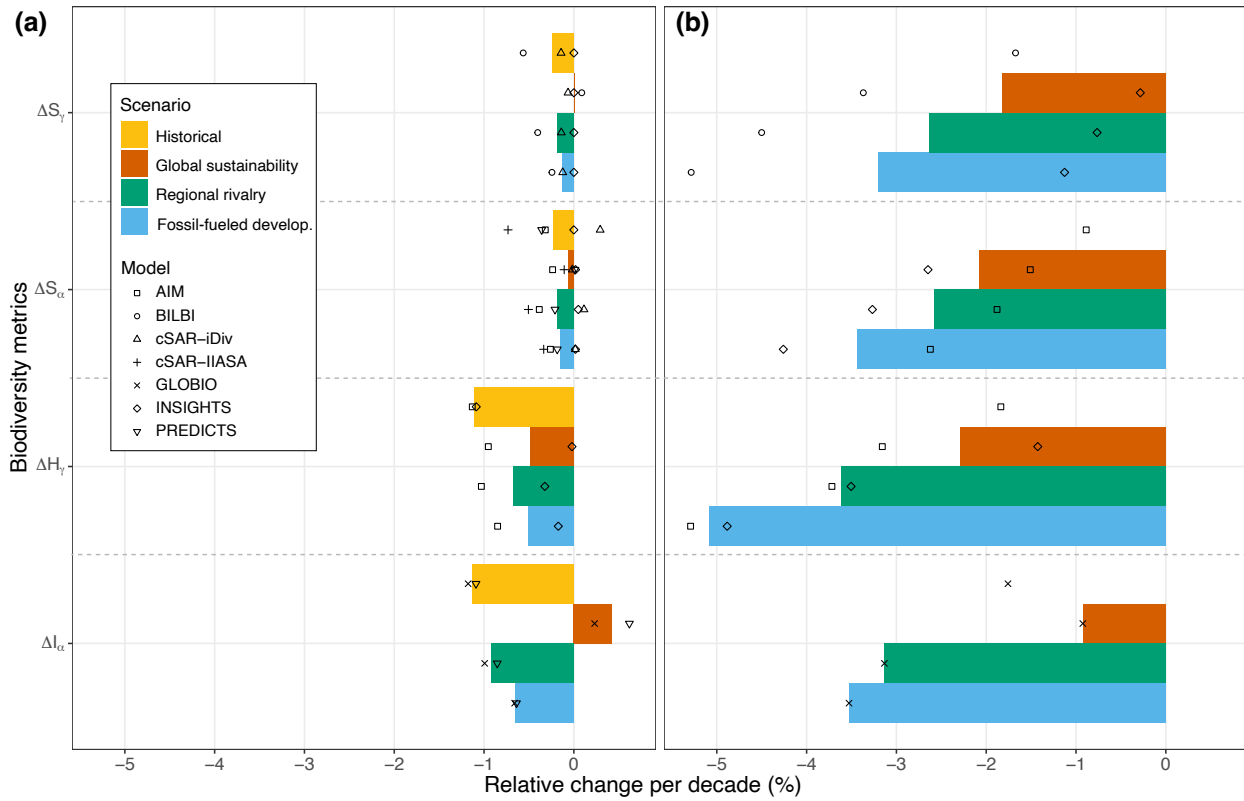 (a)
(b)
Scenario
Historical
Global sustainability
Regional rivalry
Fossil-fueled develop.
Model
AIM
BILBI
cSAR−iDiv
cSAR−IIASA
GLOBIO
INSIGHTS
PREDICTS
Biodiversity metrics
ΔSγ
ΔSα
ΔHγ
ΔIα
−5 −4 −3 −2 −1 0
−5 −4 −3 −2 −1 0
Relative change per decade (%)